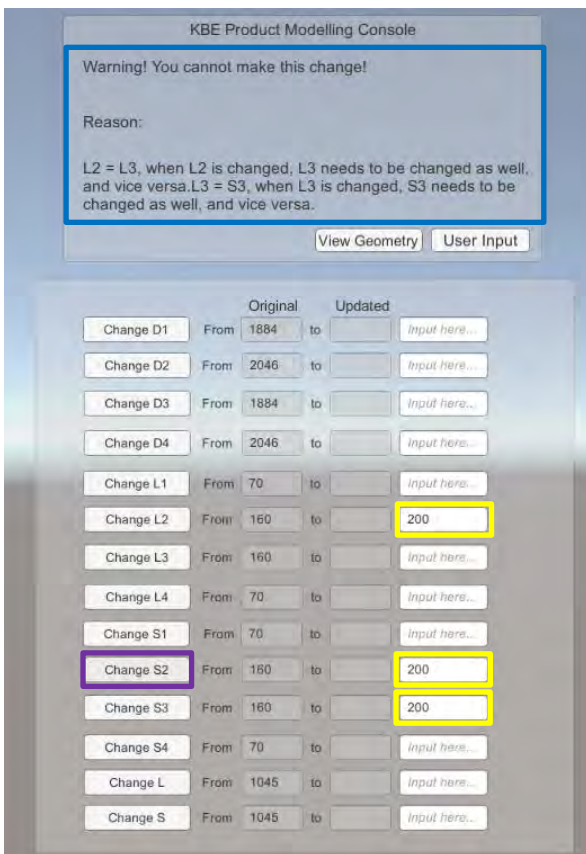 KBE Product Modelling Console
Warning! You cannot make this change!
Reason:
L2 = L3, when L2 is changed, L3 needs to be changed as well,
and vice versa.L3 = S3, when L3 is changed, S3 needs to be
changed as well, and vice versa.
View Geometry User Input
Original Updated
Change D1 From 1884 to Input here...
Change D2 From 2046 to Input here...
Change D3 From 1884 to Input here...
Change D4 From 2046 to Input here...
Change L1 From 70 to Input here...
Change L2 From 160 to 200
Change L3 From 160 to Input here...
Change L4 From 70 to Input here...
Change S1 From 70 to Input here...
Change S2 From 160 to 200
Change S3 From 160 to 200
Change S4 From 70 to Input here...
Change L From 1045 to Input here...
Change S From 1045 to Input here...